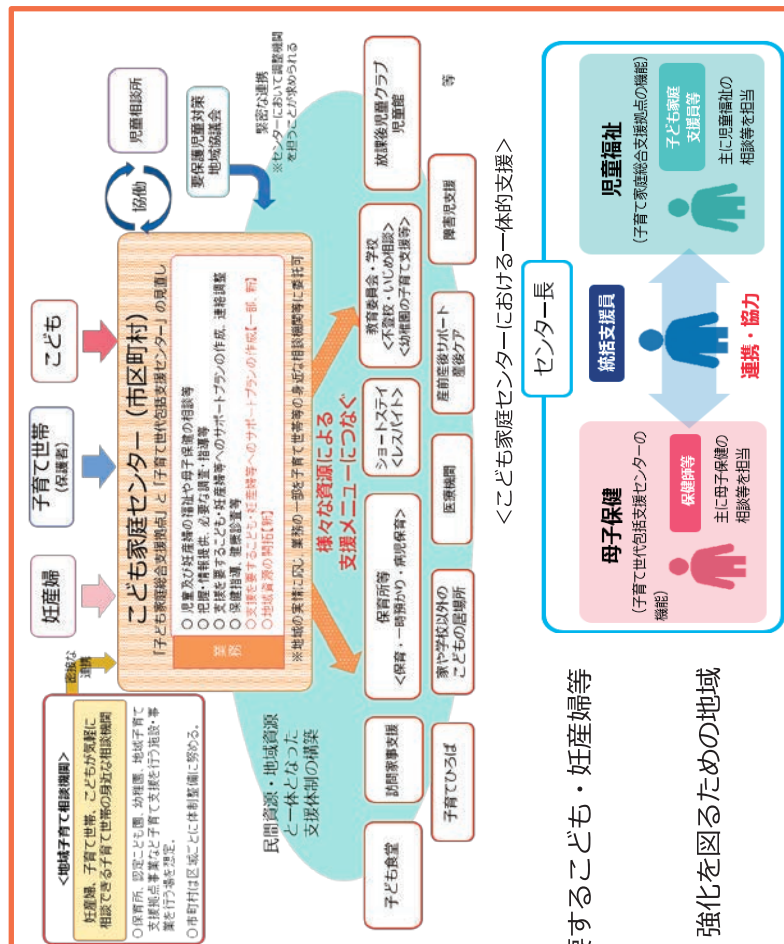 <地域子育て相談機関>
妊産婦、子育て世帯、こどもが気軽に
相談できる子育て世帯の身近な相談機関
○保育所、認定こども園、幼稚園、地域子育て
支援拠点事業など子育て支援を行う施設・事
業を行う場を想定。
○市町村は区域ごとに体制整備に努める。
密接な
連携
妊産婦
子育て世帯
(保護者)
こども
こども家庭センター（市区町村）
「子ども家庭総合支援拠点」と「子育て世代包括支援センター」の見直し
業務
○ 児童及び妊産婦の福祉や母子保健の相談等
○ 把握・情報提供、必要な調査・指導等
○ 支援を要するこども・妊産婦等へのサポートプランの作成、連絡調整
○ 保健指導、健康診査等
○ 支援を要するこども・妊産婦等へのサポートプランの作成【一部、新】
○ 地域資源の開拓【新】
※地域の実情に応じ、業務の一部を子育て世帯等の身近な相談機関等に委託可
協働
児童相談所
要保護児童対策
地域協議会
緊密な連携
※センターにおいて調整機関
を担うことが求められる
民間資源・地域資源
と一体となった
支援体制の構築
様々な資源による
支援メニューにつなぐ
子ども食堂
訪問家事支援
保育所等
<保育・一時預かり・病児保育>
ショートステイ
<レスパイト>
教育委員会・学校
<不登校・いじめ相談>
<幼稚園の子育て支援等>
放課後児童クラブ
児童館
子育てひろば
家や学校以外の
こどもの居場所
医療機関
産前産後サポート
産後ケア
障害児支援
等
<こども家庭センターにおける一体的支援>
センター長
母子保健
(子育て世代包括支援センターの
機能)
保健師等
主に母子保健の
相談等を担当
統括支援員
連携・協力
児童福祉
(子育て家庭総合支援拠点の機能)
子ども家庭
支援員等
主に児童福祉の
相談等を担当
するこども・妊産婦等
強化を図るための地域